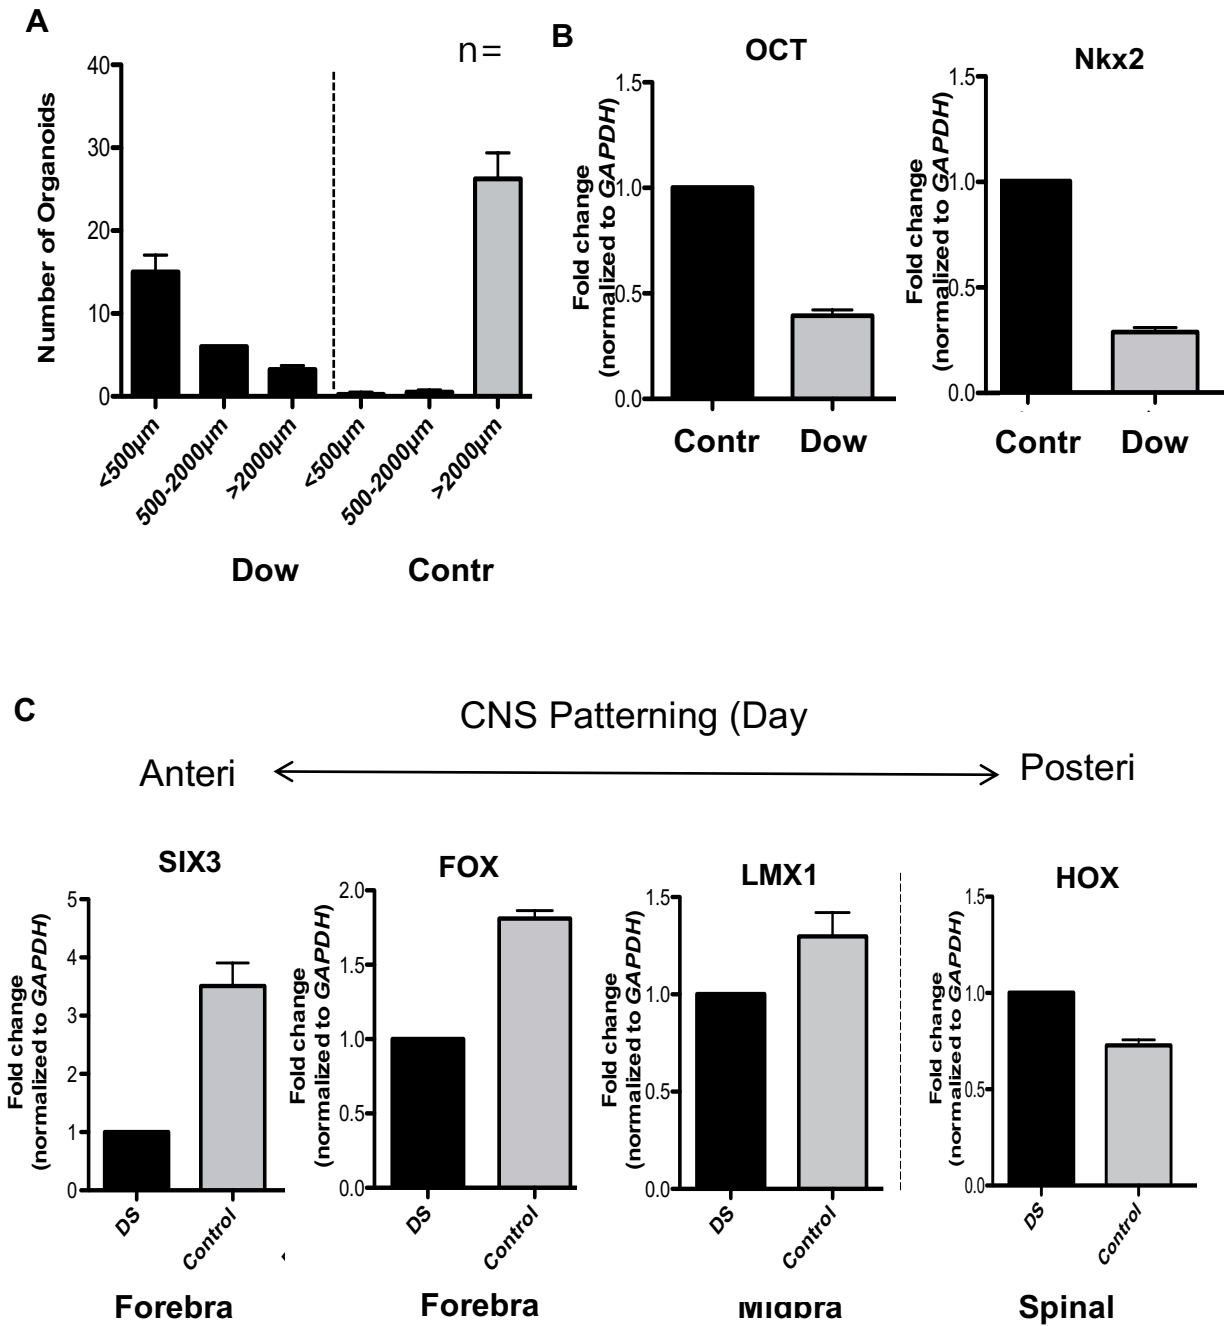 A
n=
40
30
20
10
0
Number of Organoids
<500µm
500-2000µm
>2000µm
<500µm
500-2000µm
>2000µm
Dow
Contr
B
OCT
1.5
1.0
0.5
0.0
Fold change
(normalized to GAPDH)
Contr
Dow
Nkx2
1.5
1.0
0.5
0.0
Fold change
(normalized to GAPDH)
Contr
Dow
C
CNS Patterning (Day
Anteri
Posteri
SIX3
5
4
3
2
1
0
Fold change
(normalized to GAPDH)
DS
Control
Forebra
FOX
2.0
1.5
1.0
0.5
0.0
Fold change
(normalized to GAPDH)
DS
Control
Forebra
LMX1
1.5
1.0
0.5
0.0
Fold change
(normalized to GAPDH)
DS
Control
Midbra
HOX
1.5
1.0
0.5
0.0
Fold change
(normalized to GAPDH)
DS
Control
Spinal